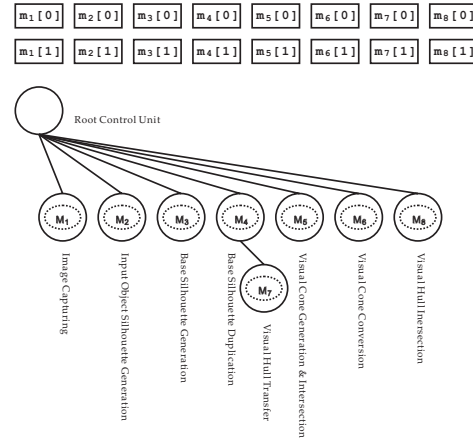 m1[0] m2[0] m3[0] m4[0] m5[0] m6[0] m7[0] m8[0]
m1[1] m2[1] m3[1] m4[1] m5[1] m6[1] m7[1] m8[1]
Root Control Unit
M1 M2 M3 M4 M5 M6 M8
M7
Image Capturing
Input Object Silhouette Generation
Base Silhouette Generation
Base Silhouette Duplication
Visual Hull Transfer
Visual Cone Generation & Intersection
Visual Cone Conversion
Visual Hull Inersection